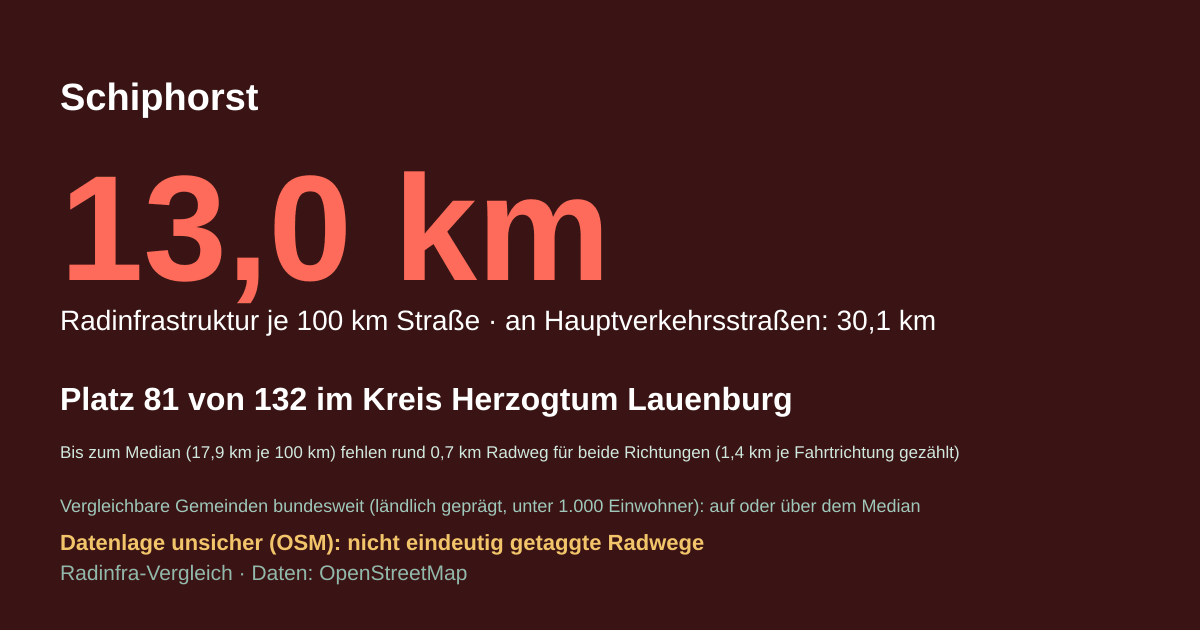 Schiphorst
13,0 km
Radinfrastruktur je 100 km Straße · an Hauptverkehrsstraßen: 30,1 km
Platz 81 von 132 im Kreis Herzogtum Lauenburg
Bis zum Median (17,9 km je 100 km) fehlen rund 0,7 km Radweg für beide Richtungen (1,4 km je Fahrtrichtung gezählt)
Vergleichbare Gemeinden bundesweit (ländlich geprägt, unter 1.000 Einwohner): auf oder über dem Median
Datenlage unsicher (OSM): nicht eindeutig getaggte Radwege
Radinfra-Vergleich · Daten: OpenStreetMap